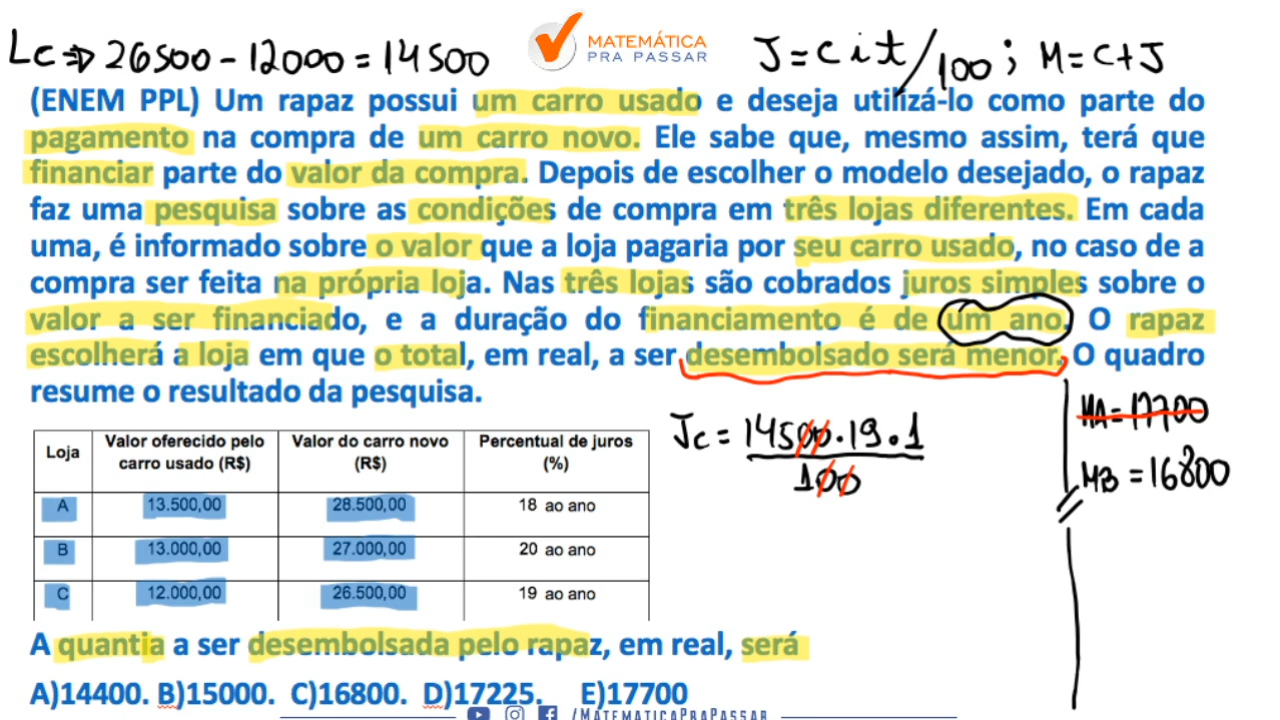 LC⇒ 26500 - 12000 = 14500
MATEMÁTICA
PRA PASSAR
J = c i t / 100 ; M = C + J
(ENEM PPL) Um rapaz possui um carro usado e deseja utilizá-lo como parte do
pagamento na compra de um carro novo. Ele sabe que, mesmo assim, terá que
financiar parte do valor da compra. Depois de escolher o modelo desejado, o rapaz
faz uma pesquisa sobre as condições de compra em três lojas diferentes. Em cada
uma, é informado sobre o valor que a loja pagaria por seu carro usado, no caso de a
compra ser feita na própria loja. Nas três lojas são cobrados juros simples sobre o
valor a ser financiado, e a duração do financiamento é de um ano. O rapaz
escolherá a loja em que o total, em real, a ser desembolsado será menor. O quadro
resume o resultado da pesquisa.
Loja Valor oferecido pelo carro usado (R$) Valor do carro novo (R$) Percentual de juros (%)
A 13.500,00 28.500,00 18 ao ano
B 13.000,00 27.000,00 20 ao ano
C 12.000,00 26.500,00 19 ao ano
JC = 14500 . 19 . 1
100
MA = 17700
MB = 16800
A quantia a ser desembolsada pelo rapaz, em real, será
A)14400. B)15000. C)16800. D)17225. E)17700
/MATEMATICAPRAPASSAR